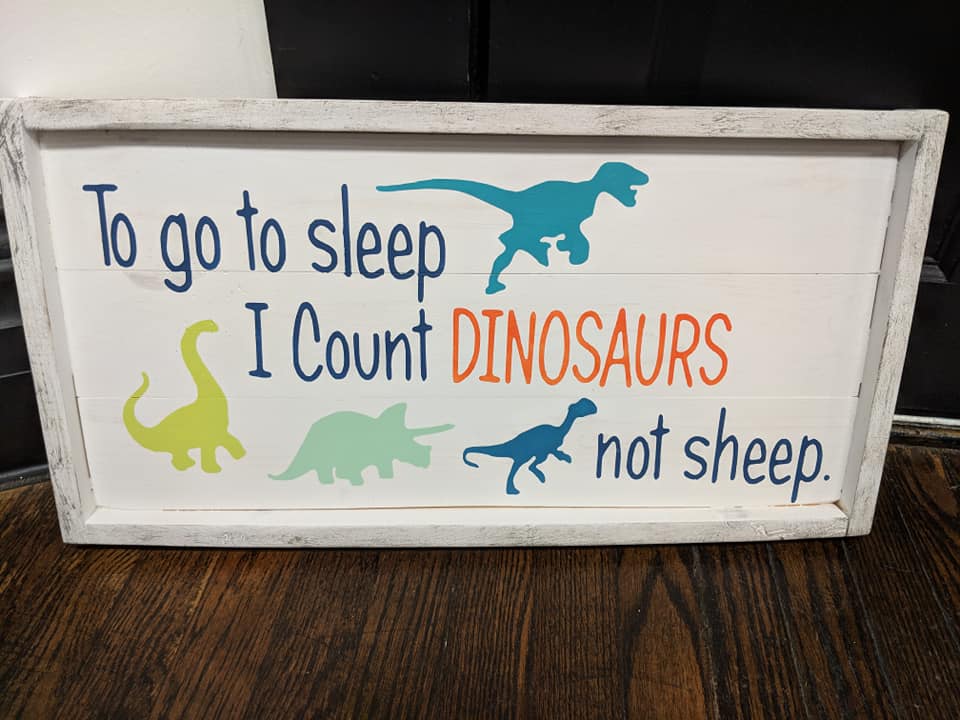 To go to sleep
I Count DINOSAURS
not sheep.